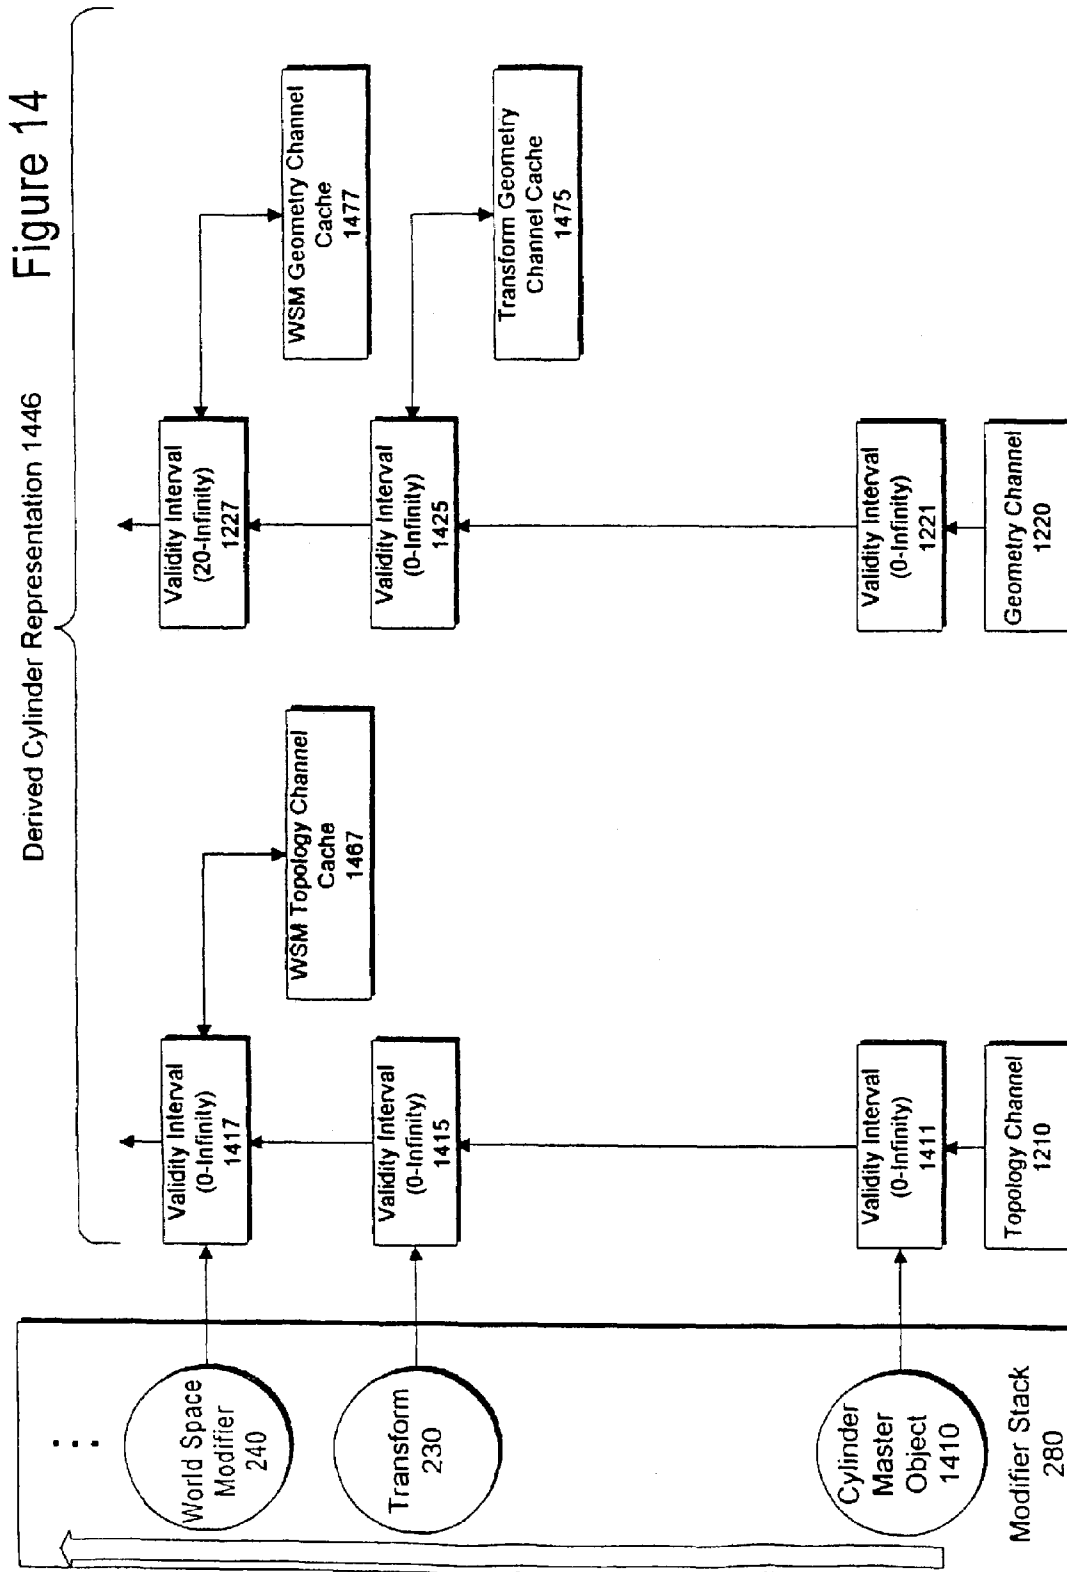 Figure 14
Derived Cylinder Representation 1446
World Space
Modifier
240
Validity Interval
(0-Infinity)
1417
WSM Topology Channel
Cache
1467
Validity Interval
(20-Infinity)
1227
WSM Geometry Channel
Cache
1477
Transform
230
Validity Interval
(0-Infinity)
1415
Validity Interval
(0-Infinity)
1425
Transform Geometry
Channel Cache
1475
Cylinder
Master
Object
1410
Validity Interval
(0-Infinity)
1411
Validity Interval
(0-Infinity)
1221
Modifier Stack
280
Topology Channel
1210
Geometry Channel
1220